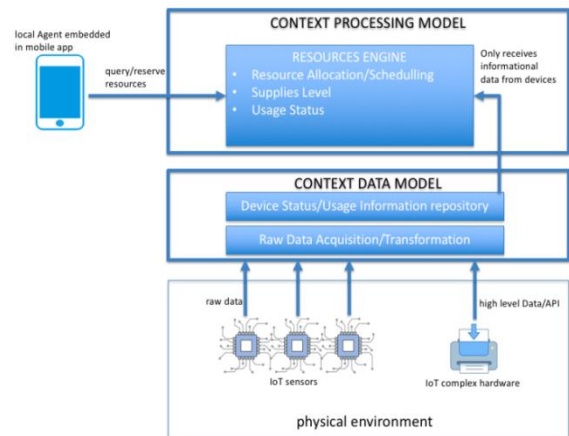 CONTEXT PROCESSING MODEL
local Agent embedded
in mobile app
query/reserve
resources
RESOURCES ENGINE
• Resource Allocation/Schedulling
• Supplies Level
• Usage Status
Only receives
informational
data from devices
CONTEXT DATA MODEL
Device Status/Usage Information repository
Raw Data Acquisition/Transformation
raw data
high level Data/API
IoT sensors
IoT complex hardware
physical environment